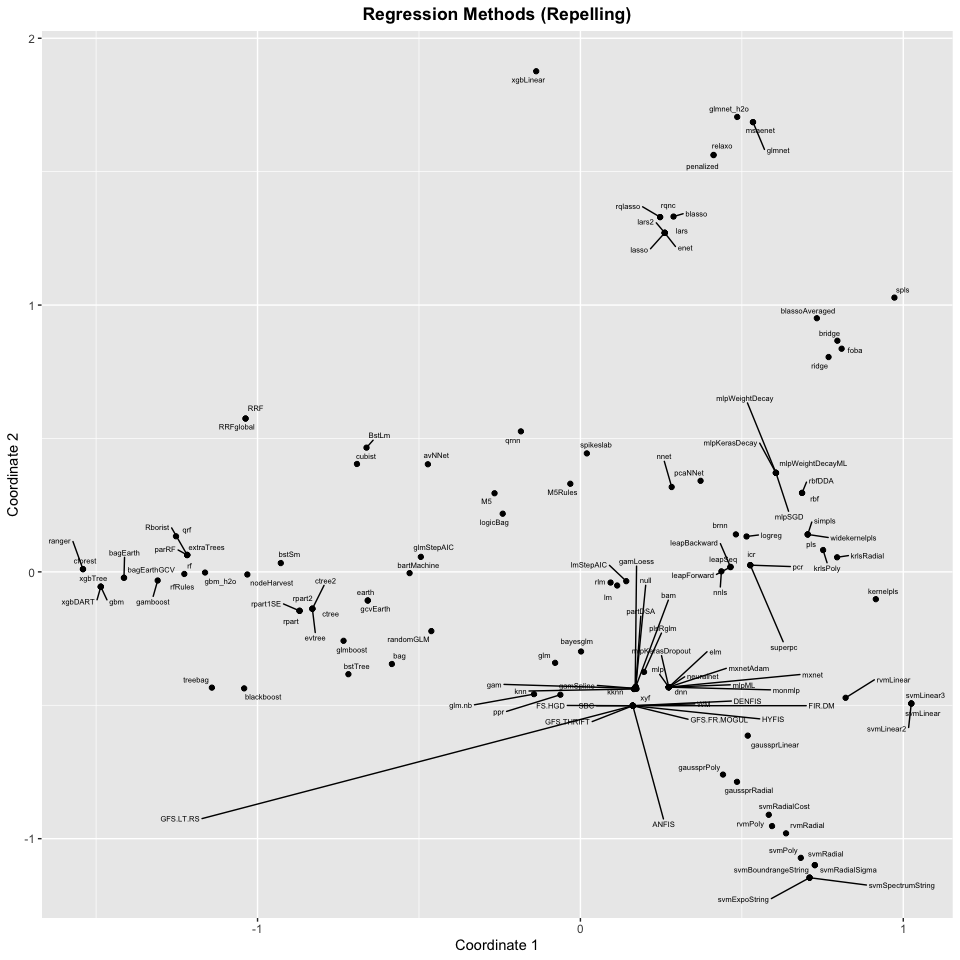 Regression Methods (Repelling)
2
xgbLinear
glmnet_h2o
msaenet
relaxo
glmnet
penalized
rqlasso
rqnc
blasso
lars2
lars
lasso
enet
1
spls
blassoAveraged
bridge
foba
ridge
mlpWeightDecay
RRF
RRFglobal
BstLm
cubist
avNNet
qrnn
spikeslab
mlpKerasDecay
mlpWeightDecayML
nnet
pcaNNet
rbfDDA
rbf
M5
M5Rules
logicBag
mlpSGD
simpls
Rborist
qrf
brnn
logreg
widekernelpls
ranger
parRF
extraTrees
leapBackward
pls
bagEarth
bstSm
glmStepAIC
gamLoess
leapSeq
icr
krlsRadial
cforest
rf
bartMachine
lmStepAIC
pcr
krlsPoly
0
bagEarthGCV
xgbTree
gbm_h2o
nodeHarvest
ctree2
null
leapForward
rlm
rfRules
nnls
kernelpls
xgbDART
gbm
gamboost
rpart1SE
rpart2
earth
gcvEarth
lm
bam
rpart
ctree
partDSA
evtree
randomGLM
plsRglm
glmboost
bayesglm
superpc
bag
glm
mlpKerasDropout
elm
bstTree
mlp
neuralnet
mxnetAdam
mxnet
treebag
gam
gamSpline
mlpML
rvmLinear
blackboost
knn
kknn
dnn
monmlp
svmLinear3
glm.nb
ppr
FS.HGD
SBC
xyf
WM
DENFIS
FIR.DM
svmLinear
GFS.THRIFT
GFS.FR.MOGUL
HYFIS
svmLinear2
gaussprLinear
gaussprPoly
gaussprRadial
GFS.LT.RS
ANFIS
svmRadialCost
rvmPoly
rvmRadial
-1
svmPoly
svmRadial
svmBoundrangeString
svmRadialSigma
svmSpectrumString
svmExpoString
-1
0
1
Coordinate 1
Coordinate 2